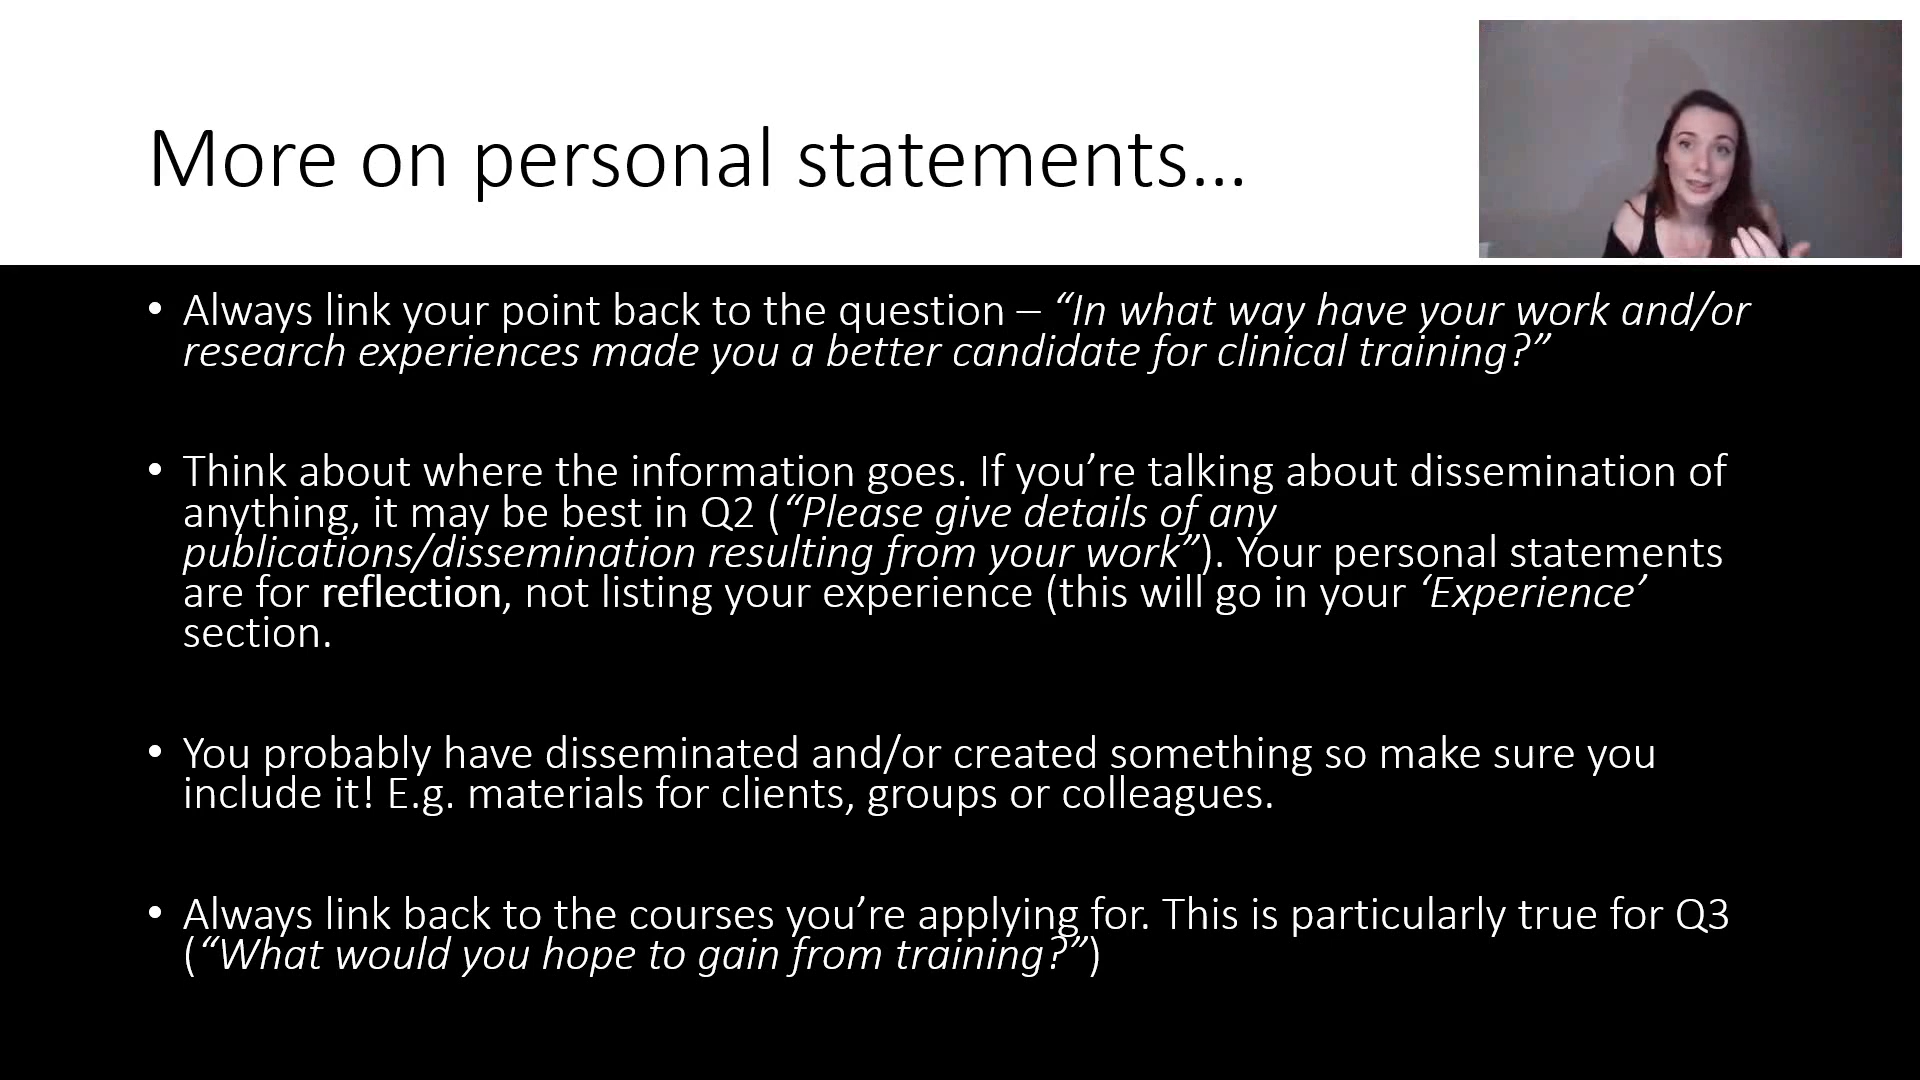 More on personal statements...
• Always link your point back to the question – “In what way have your work and/or
research experiences made you a better candidate for clinical training?”
• Think about where the information goes. If you’re talking about dissemination of
anything, it may be best in Q2 (“Please give details of any
publications/dissemination resulting from your work”). Your personal statements
are for reflection, not listing your experience (this will go in your ‘Experience’
section.
• You probably have disseminated and/or created something so make sure you
include it! E.g. materials for clients, groups or colleagues.
• Always link back to the courses you’re applying for. This is particularly true for Q3
(“What would you hope to gain from training?”)